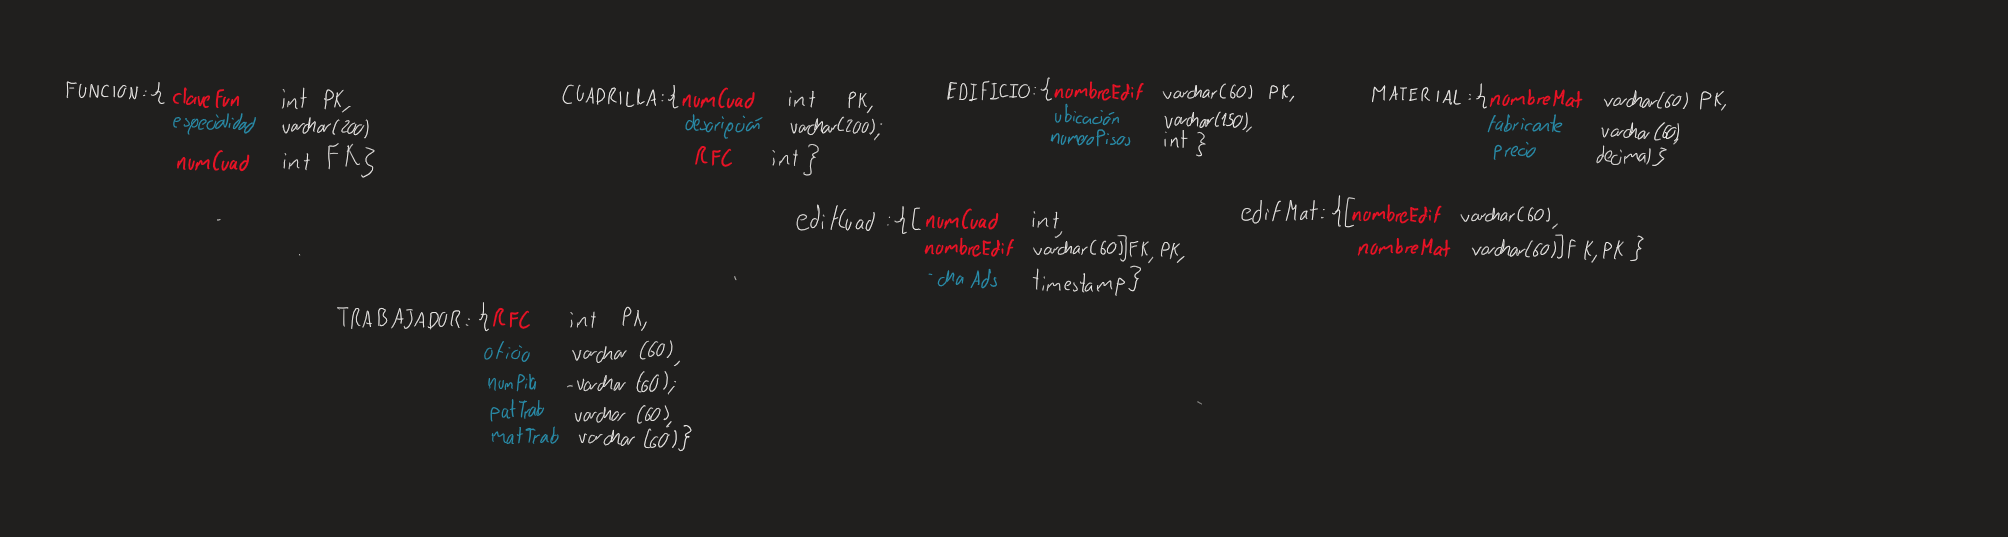 FUNCION:{ claveFun int PK,
especialidad varchar(200)
numCuad int FK}
CUADRILLA:{ numCuad int PK,
descripción varchar(200);
RFC int}
EDIFICIO:{ nombreEdif varchar(60) PK,
ubicación varchar(150),
numeroPisos int }
MATERIAL:{ nombreMat varchar(60) PK,
fabricante varchar(60)
precio decimal};
edifCuad :{[ numCuad int,
nombreEdif varchar(60)]FK, PK,
timestamp}
edifMat:{[nombreEdif varchar(60),
nombreMat varchar(60)]FK,PK }
TRABAJADOR:{ RFC int PK,
oficio varchar (60),
varchar (60);
patTrab varchar (60),
matTrab varchar (60)}